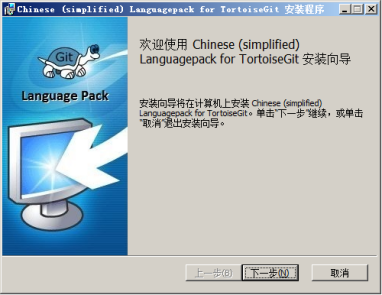 Chinese (simplified) Languagepack for TortoiseGit 安装程序
Git
Language Pack
欢迎使用 Chinese (simplified)
Languagepack for TortoiseGit 安装向导
安装向导将在计算机上安装 Chinese (simplified)
Languagepack for TortoiseGit。单击"下一步"继续，或单击
"取消"退出安装向导。
上一步(B)
下一步(N)
取消